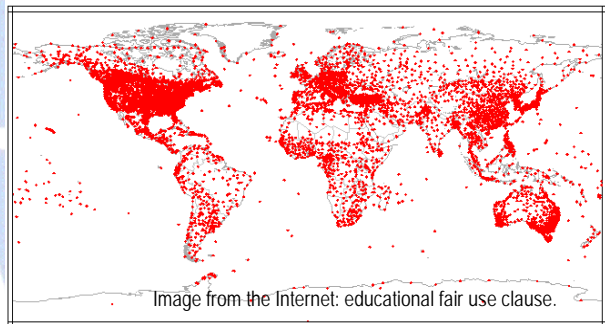 Image from the Internet: educational fair use clause.